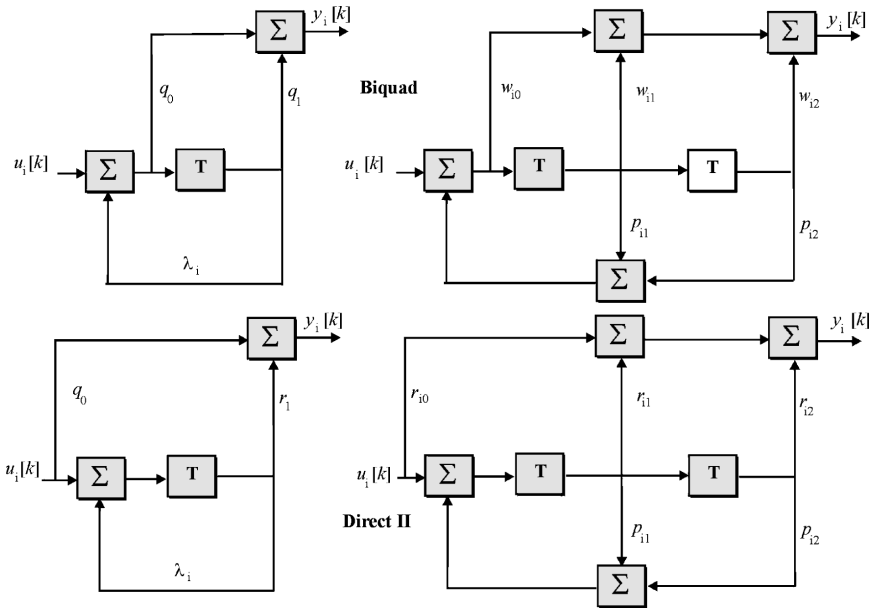 y_i[k]
Σ
q_0
q_1
u_i[k]
Σ
T
λ_i
Biquad
y_i[k]
Σ
Σ
w_i0
w_i1
w_i2
u_i[k]
Σ
T
T
p_i1
p_i2
Σ
y_i[k]
Σ
q_0
r_1
u_i[k]
Σ
T
λ_i
Direct II
y_i[k]
Σ
Σ
r_i0
r_i1
r_i2
u_i[k]
Σ
T
T
p_i1
p_i2
Σ